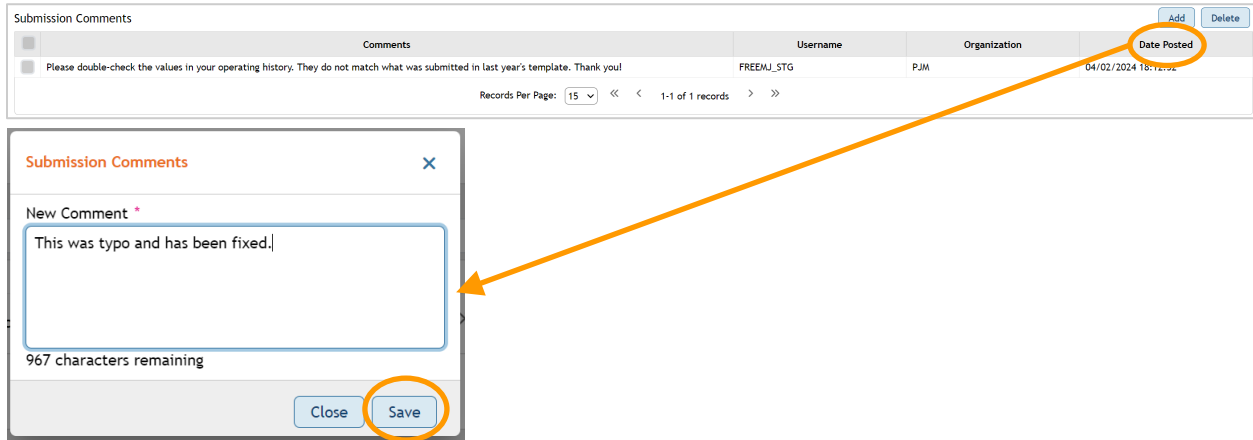 Submission Comments
Add Delete
Comments Username Organization Date Posted
Please double-check the values in your operating history. They do not match what was submitted in last year's template. Thank you! FREEMJ_STG PJM 04/02/2024 18:12:52
Records Per Page: 15 1-1 of 1 records
Submission Comments
New Comment *
This was typo and has been fixed.
967 characters remaining
Close Save